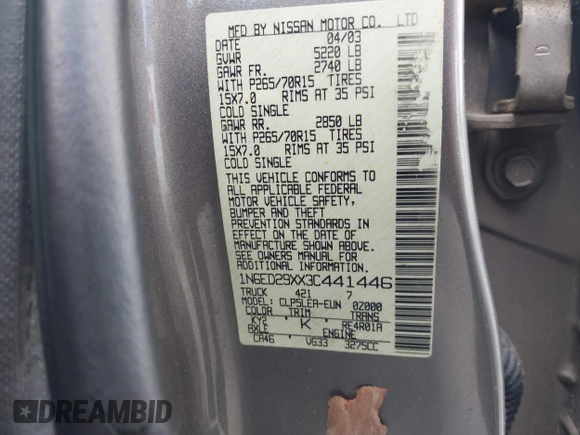 MFD BY NISSAN MOTOR CO. LTD
DATE 04/03
GVWR 5220 LB
GAWR FR. 2740 LB
WITH P265/70R15 TIRES
15X7.0 RIMS AT 35 PSI
COLD SINGLE
GAWR RR. 2850 LB
WITH P265/70R15 TIRES
15X7.0 RIMS AT 35 PSI
COLD SINGLE
THIS VEHICLE CONFORMS TO
ALL APPLICABLE FEDERAL
MOTOR VEHICLE SAFETY,
BUMPER AND THEFT
PREVENTION STANDARDS IN
EFFECT ON THE DATE OF
MANUFACTURE SHOWN ABOVE.
SEE OWNERS MANUAL FOR
ADDITIONAL INFORMATION.
1N6ED29XX3C441446
TRUCK 421 7
CLPSLEA-EUN 02000
COLOR TRIM TRANS
KY2 K RE4R01A
AXLE ENGINE
CA46 VG33 3275CC
DREAMBID